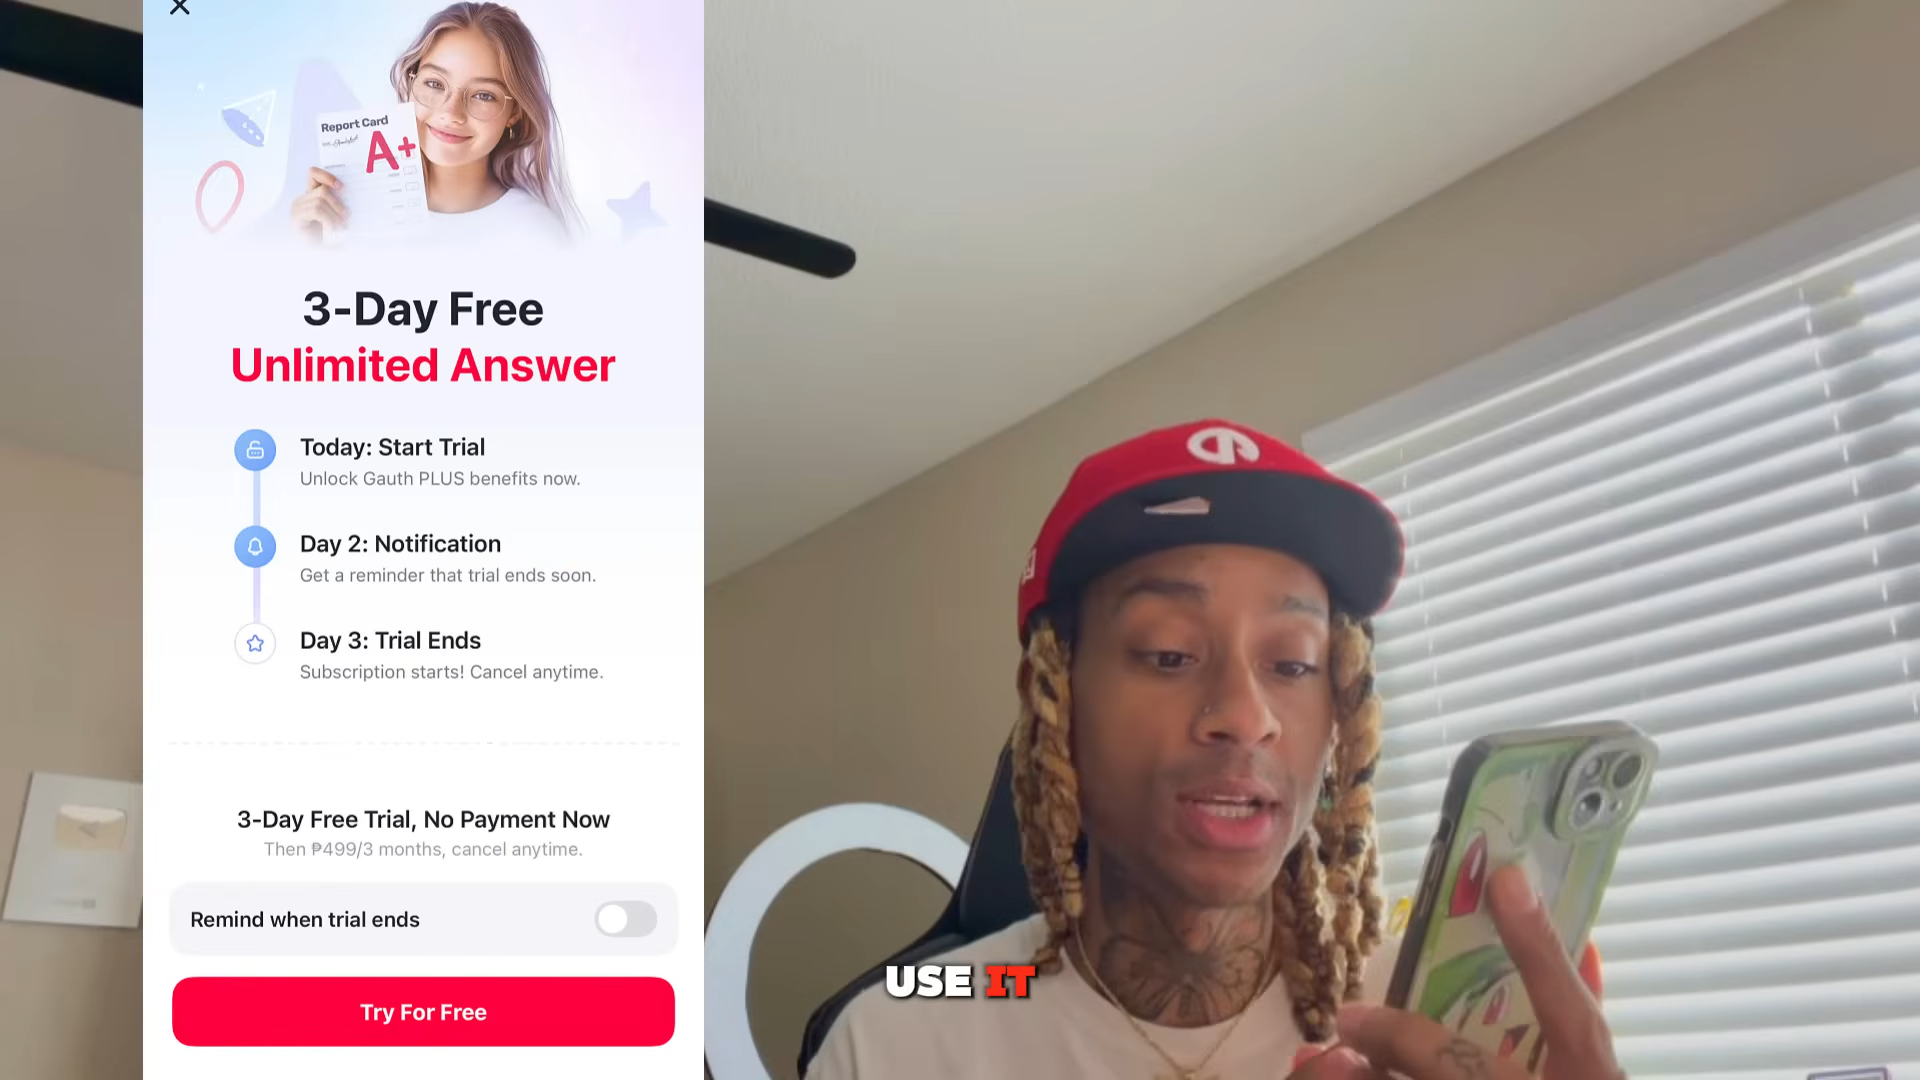 Report Card
A+
3-Day Free
Unlimited Answer
Today: Start Trial
Unlock Gauth PLUS benefits now.
Day 2: Notification
Get a reminder that trial ends soon.
Day 3: Trial Ends
Subscription starts! Cancel anytime.
3-Day Free Trial, No Payment Now
Then ₱499/3 months, cancel anytime.
Remind when trial ends
Try For Free
USE IT